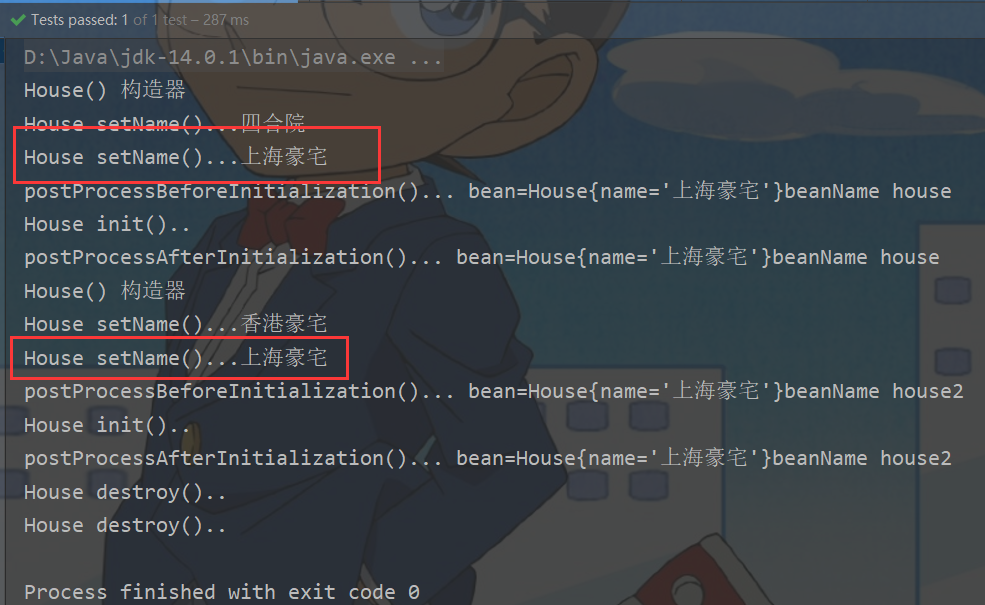 Tests passed: 1 of 1 test – 287 ms
D:\Java\jdk-14.0.1\bin\java.exe ...
House() 构造器
House setName()...四合院
House setName()...上海豪宅
postProcessBeforeInitialization()... bean=House{name='上海豪宅'}beanName house
House init()..
postProcessAfterInitialization()... bean=House{name='上海豪宅'}beanName house
House() 构造器
House setName()...香港豪宅
House setName()...上海豪宅
postProcessBeforeInitialization()... bean=House{name='上海豪宅'}beanName house2
House init()..
postProcessAfterInitialization()... bean=House{name='上海豪宅'}beanName house2
House destroy()..
House destroy()..
Process finished with exit code 0